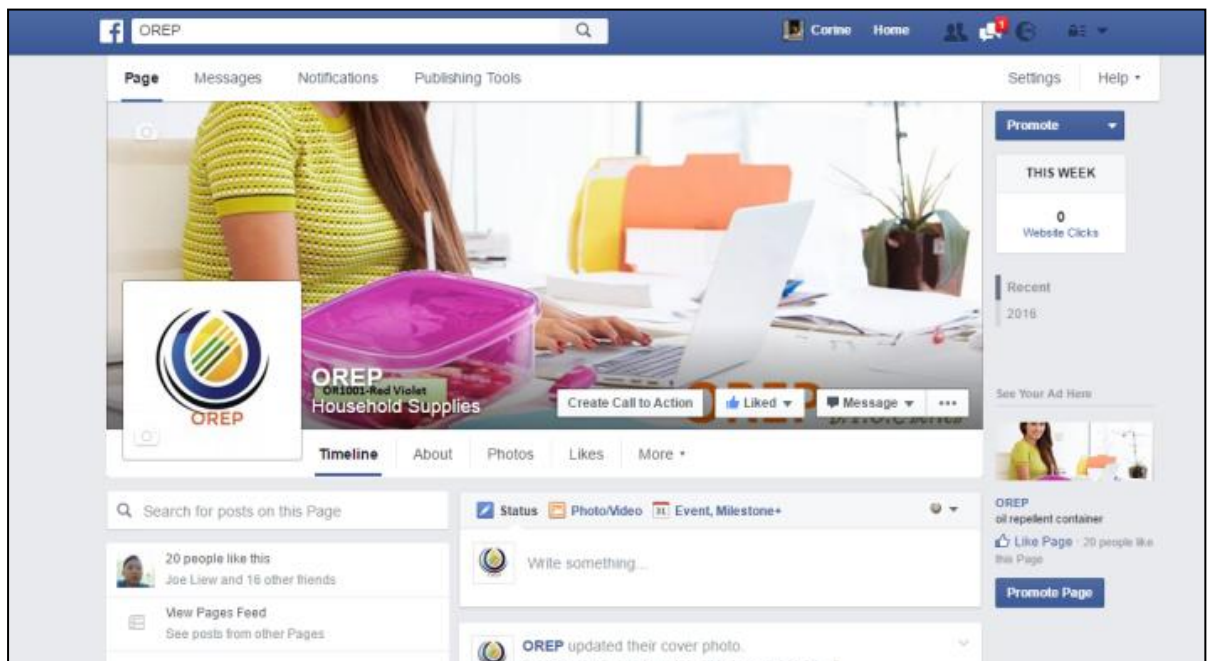 f OREP Corine Home 1
Page Messages Notifications Publishing Tools Settings Help
Promote
THIS WEEK
0
Website Clicks
Recent
2016
OREP
OREP
OR1001-Red Violet
Household Supplies
Create Call to Action Liked Message ...
OREP
Timeline About Photos Likes More
See Your Ad Here
OREP
oil repellent container
Like Page · 20 people like
this Page
Promote Page
Search for posts on this Page
20 people like this
Joe Liew and 16 other friends
View Pages Feed
See posts from other Pages
Status Photo/Video 31 Event, Milestone+
Write something...
OREP updated their cover photo.